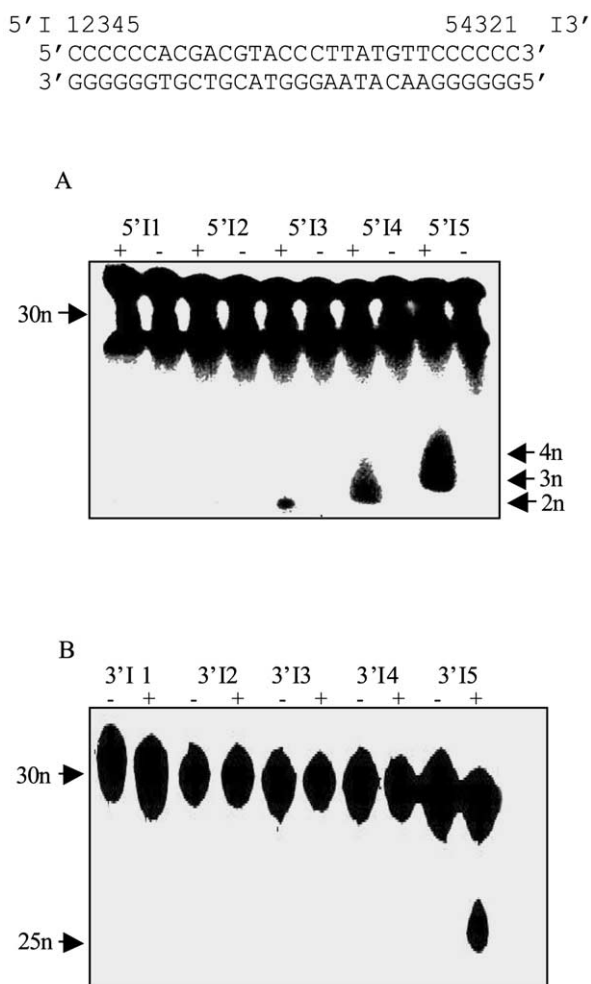 5'I 12345 54321 I3'
5'CCCCCCACGACGTACCCTTATGTTCCCCCC3'
3'GGGGGGTGCTGCATGGGAATACAAGGGGGG5'
A
5'I1 5'I2 5'I3 5'I4 5'I5
+ - + - + - + - + -
30n
4n
3n
2n
B
3'I 1 3'I2 3'I3 3'I4 3'I5
- + - + - + - + - +
30n
25n